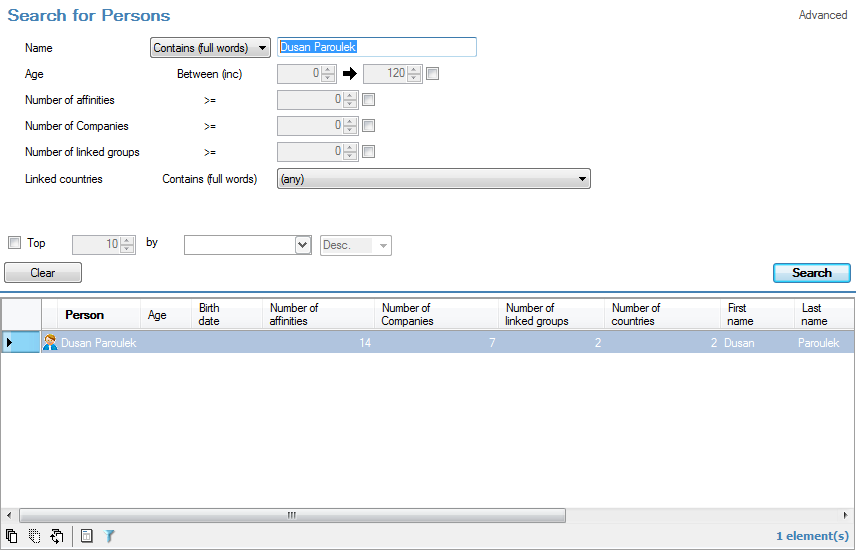 Search for Persons
Advanced
Name Contains (full words) Dusan Paroulek
Age Between (inc) 0 120
Number of affinities >= 0
Number of Companies >= 0
Number of linked groups >= 0
Linked countries Contains (full words) (any)
Top 10 by Desc.
Clear Search
Person Age Birth date Number of affinities Number of Companies Number of linked groups Number of countries First name Last name
Dusan Paroulek 14 7 2 2 Dusan Paroulek
1 element(s)